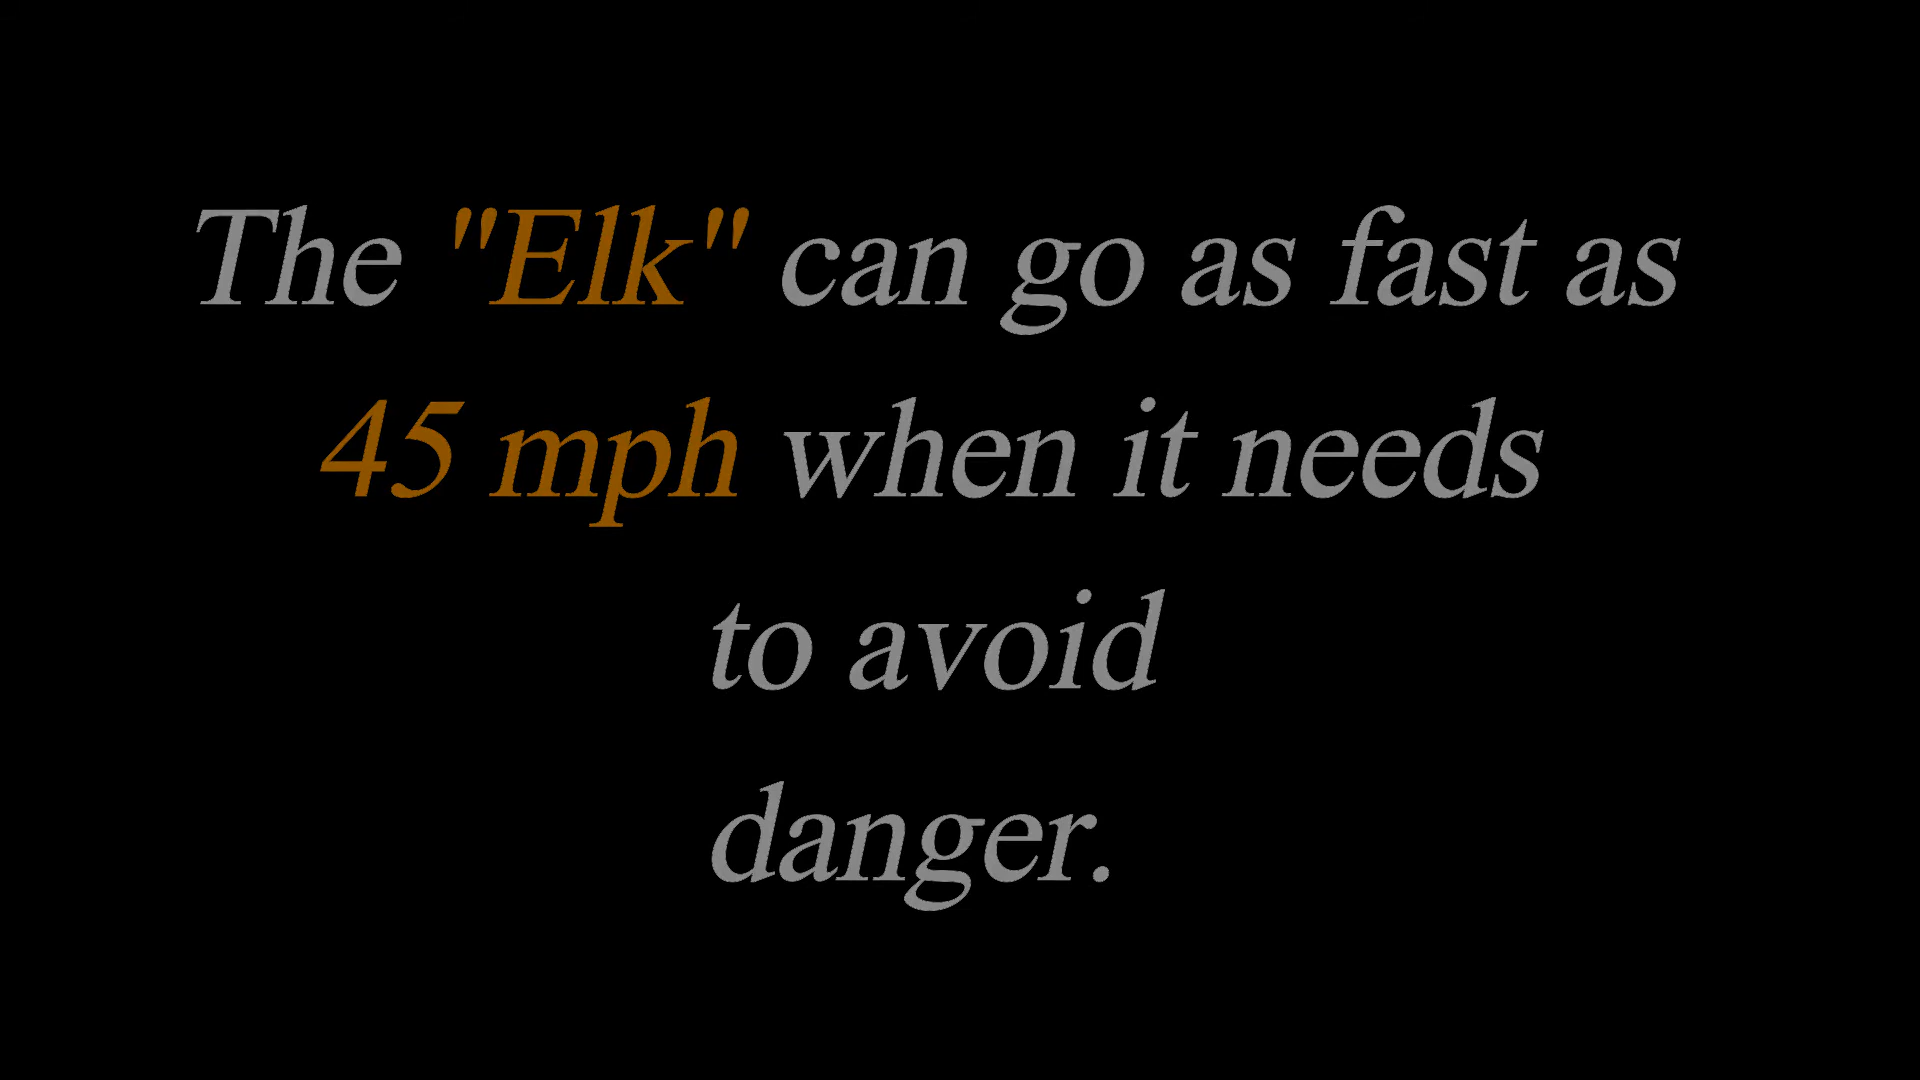 The "Elk" can go as fast as
45 mph when it needs
to avoid
danger.